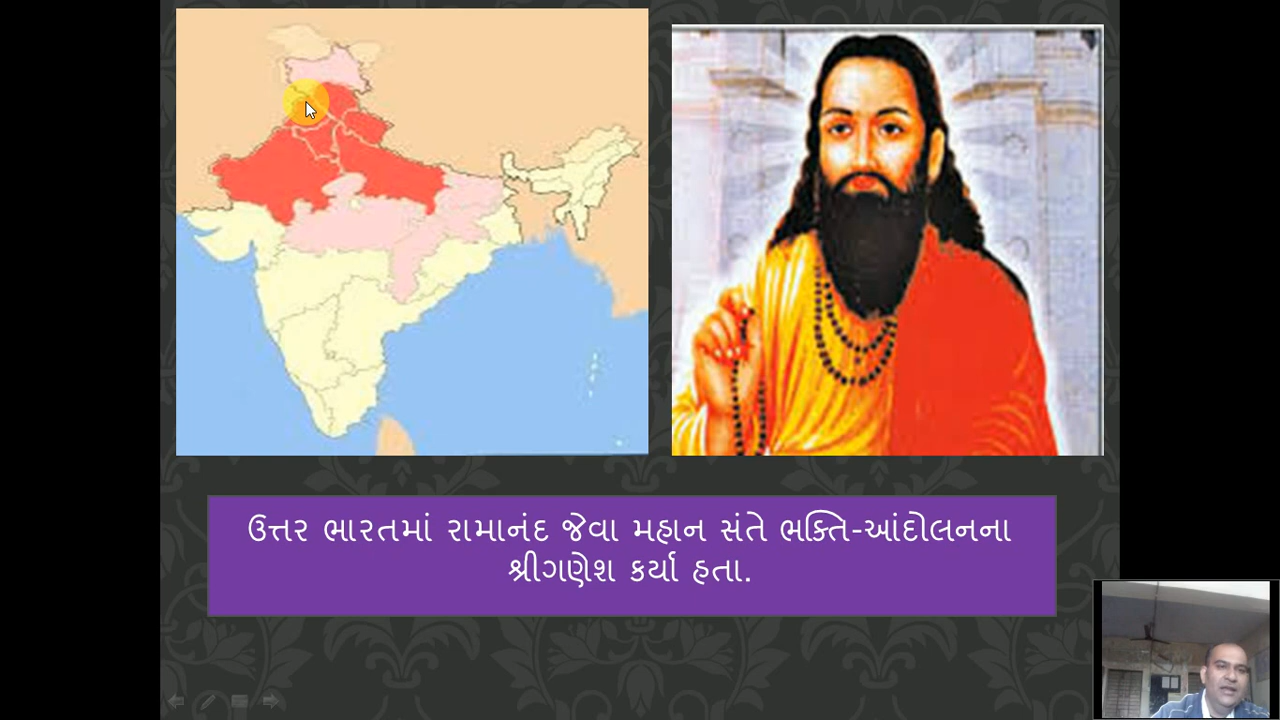 ઉત્તર ભારતમાં રામાનંદ જેવા મહાન સંતે ભક્તિ-આંદોલનના
શ્રીગણેશ કર્યા હતા.